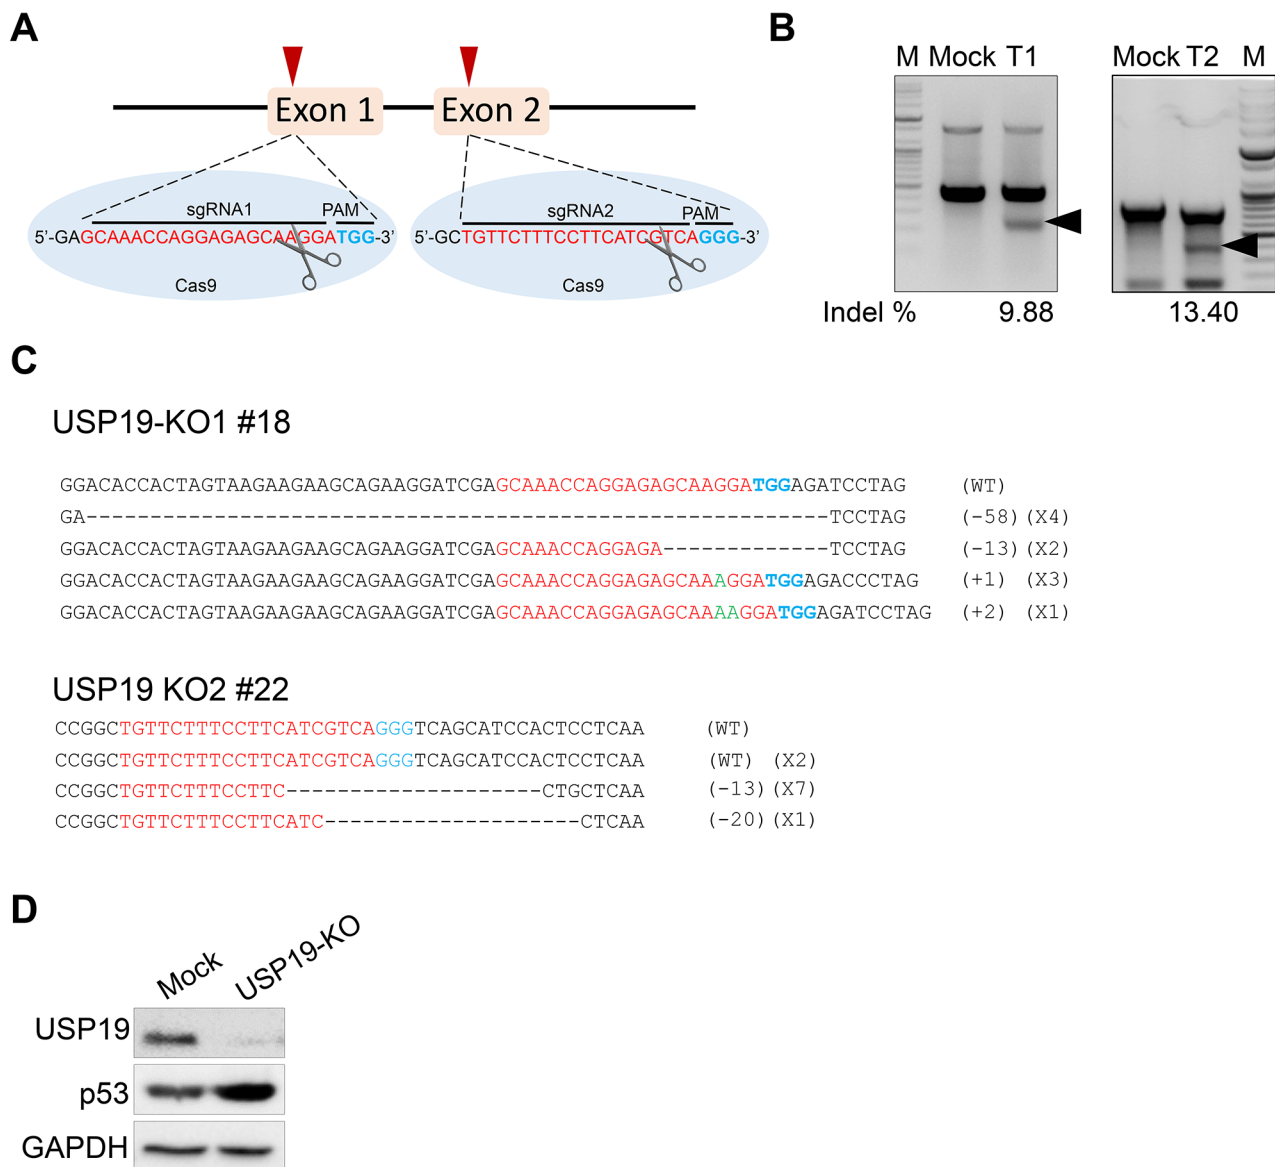 A
Exon 1
Exon 2
sgRNA1
PAM
5'-GAGCAAACCAGGAGAGCAAGGATGG-3'
Cas9
sgRNA2
PAM
5'-GCTGTTCTTTCCTTCATCGTCAGGG-3'
Cas9
B
M Mock T1
Mock T2 M
Indel % 9.88 13.40
C
USP19-KO1 #18
GGACACCACTAGTAAGAAGAAGCAGAAGGATCGAGCAAACCAGGAGAGCAAGGATGGAGATCCTAG (WT)
GA----------------------------------------------------------TCCTAG (-58) (X4)
GGACACCACTAGTAAGAAGAAGCAGAAGGATCGAGCAAACCAGGAGA-------------TCCTAG (-13) (X2)
GGACACCACTAGTAAGAAGAAGCAGAAGGATCGAGCAAACCAGGAGAGCAAAGGATGGAGACCCTAG (+1) (X3)
GGACACCACTAGTAAGAAGAAGCAGAAGGATCGAGCAAACCAGGAGAGCAAAAGGATGGAGATCCTAG (+2) (X1)
USP19 KO2 #22
CCGGCTGTTCTTTCCTTCATCGTCAGGGTCAGCATCCACTCCTCAA (WT)
CCGGCTGTTCTTTCCTTCATCGTCAGGGTCAGCATCCACTCCTCAA (WT) (X2)
CCGGCTGTTCTTTCCTTC--------------------CTGCTCAA (-13) (X7)
CCGGCTGTTCTTTCCTTCATC--------------------CTCAA (-20) (X1)
D
Mock
USP19-KO
USP19
p53
GAPDH